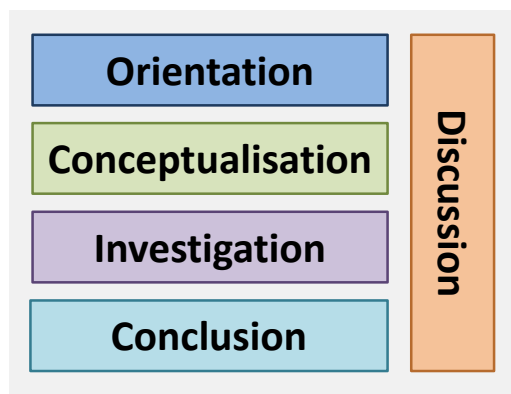 Orientation
Conceptualisation
Investigation
Conclusion
Discussion